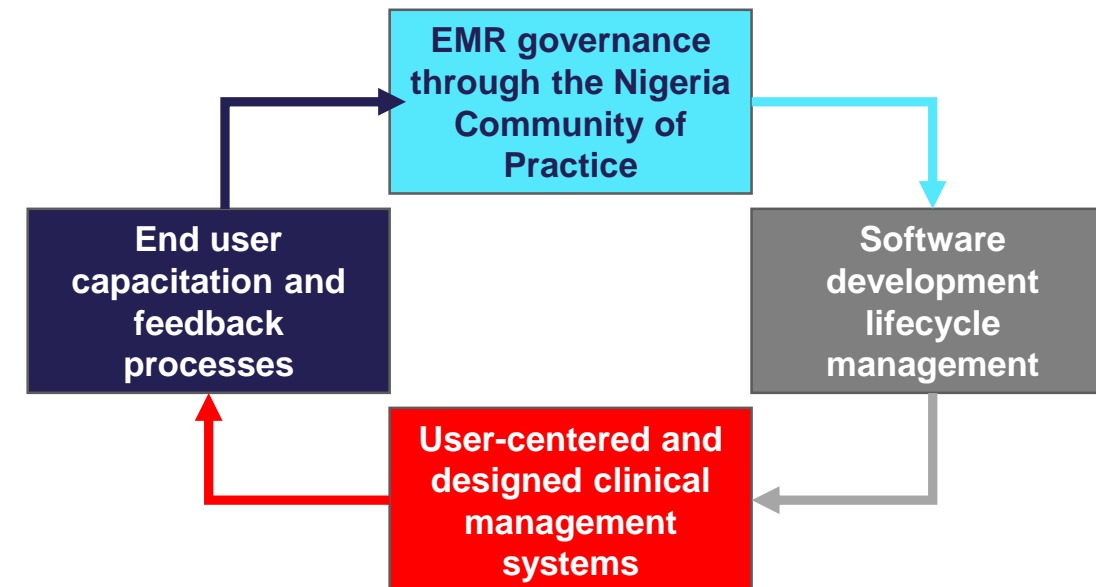 EMR governance
through the Nigeria
Community of
Practice
End user
capacitation and
feedback
processes
Software
development
lifecycle
management
User-centered and
designed clinical
management
systems